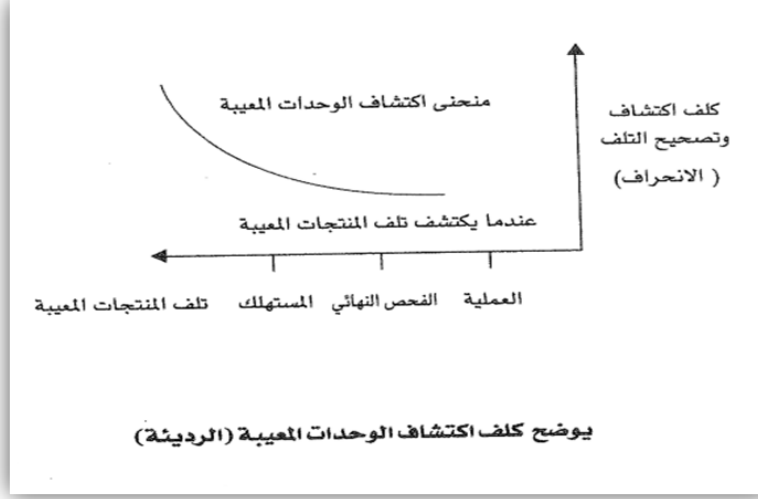 منحنى اكتشاف الوحدات المعيبة
كلف اكتشاف
وتصحيح التلف
( الانحراف)
عندما يكتشف تلف المنتجات المعيبة
العملية
الفحص النهائي
المستهلك
تلف المنتجات المعيبة
يوضح كلف اكتشاف الوحدات المعيبة (الرديئة)